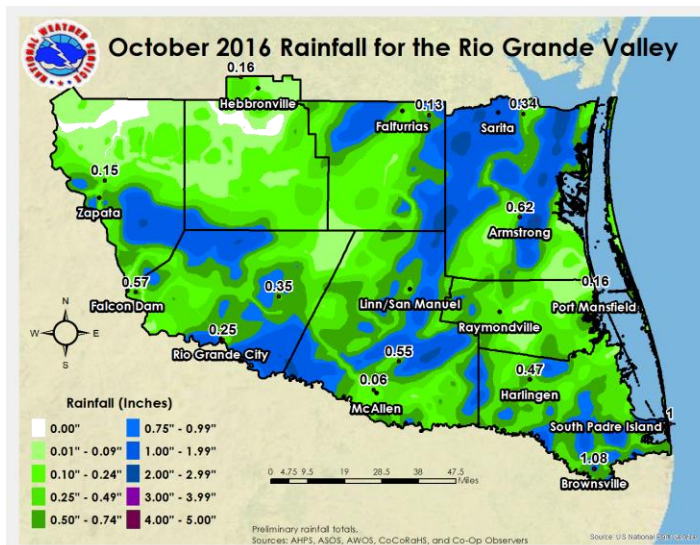 NATIONAL WEATHER SERVICE
October 2016 Rainfall for the Rio Grande Valley
0.16
Hebbronville
0.13
Falfurrias
0.34
Sarita
0.15
Zapata
0.62
Armstrong
0.57
Falcon Dam
0.35
Linn/San Manuel
0.16
Port Mansfield
Raymondville
0.25
Rio Grande City
0.55
0.06
McAllen
0.47
Harlingen
1
South Padre Island
1.08
Brownsville
N
W E
S
Rainfall (Inches)
0.00" 0.75" - 0.99"
0.01" - 0.09" 1.00" - 1.99"
0.10" - 0.24" 2.00" - 2.99"
0.25" - 0.49" 3.00" - 3.99"
0.50" - 0.74" 4.00" - 5.00"
0 4.75 9.5 19 28.5 38 47.5
Miles
Preliminary rainfall totals.
Sources: AHPS, ASOS, AWOS, CoCoRaHS, and Co-Op Observers
Source: US National Park Service